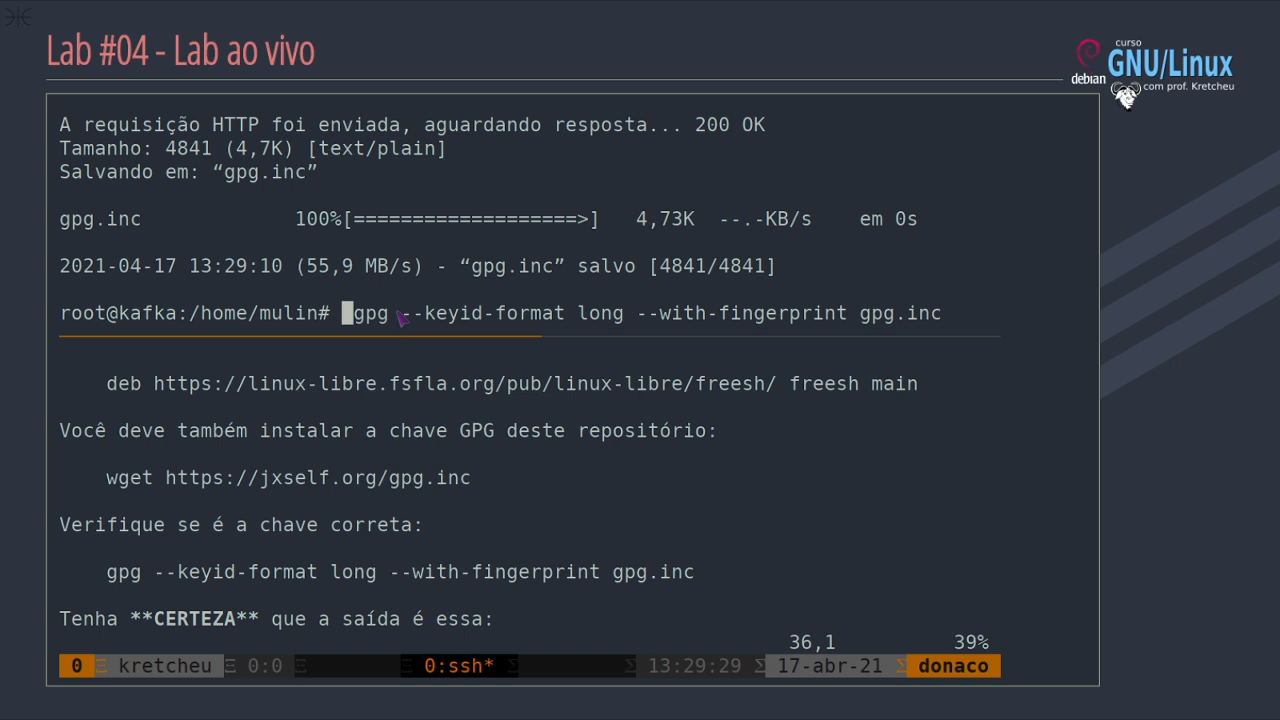 Lab #04 - Lab ao vivo
curso
GNU/Linux
debian
com prof. Kretcheu
A requisição HTTP foi enviada, aguardando resposta... 200 OK
Tamanho: 4841 (4,7K) [text/plain]
Salvando em: “gpg.inc”
gpg.inc 100%[===================>] 4,73K --.-KB/s em 0s
2021-04-17 13:29:10 (55,9 MB/s) - “gpg.inc” salvo [4841/4841]
root@kafka:/home/mulin# gpg --keyid-format long --with-fingerprint gpg.inc
deb https://linux-libre.fsfla.org/pub/linux-libre/freesh/ freesh main
Você deve também instalar a chave GPG deste repositório:
wget https://jxself.org/gpg.inc
Verifique se é a chave correta:
gpg --keyid-format long --with-fingerprint gpg.inc
Tenha **CERTEZA** que a saída é essa:
36,1 39%
0 kretcheu 0:0 0:ssh* 13:29:29 17-abr-21 donaco